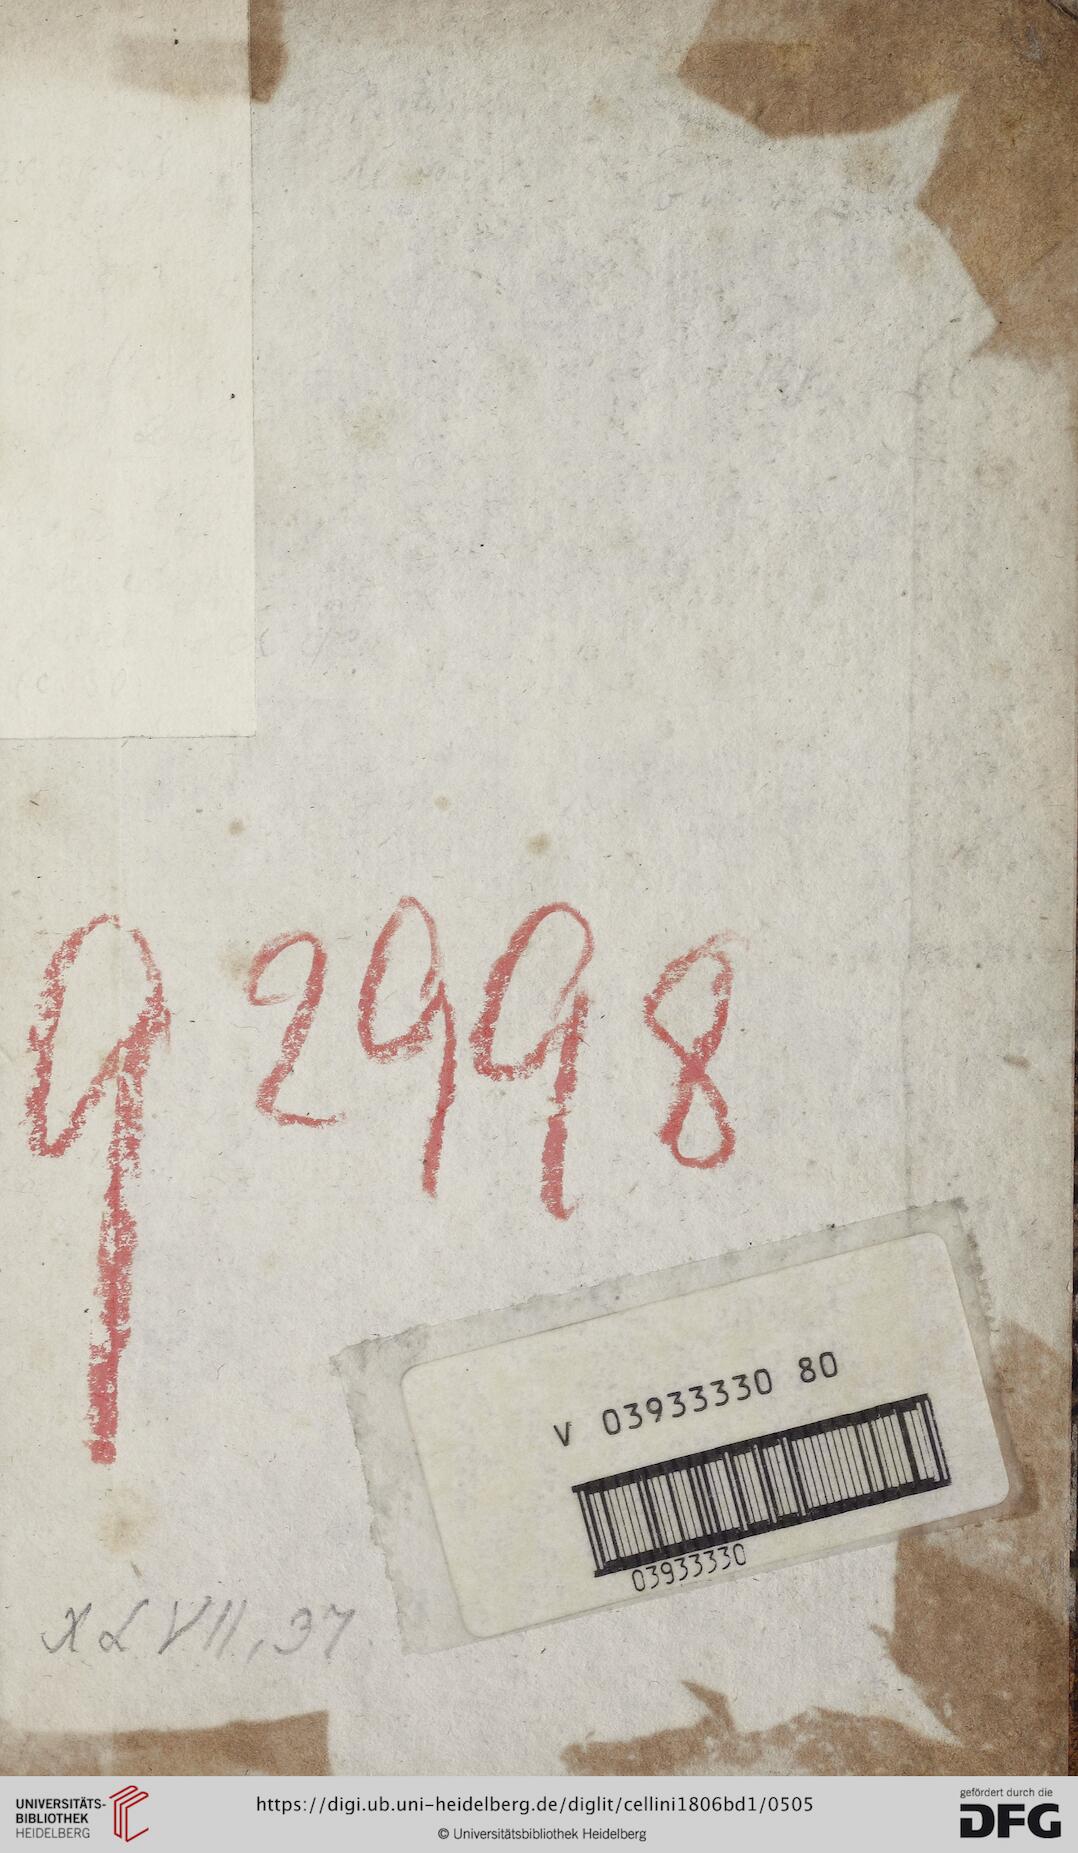 q 2998
V 03933330 80
03933330
XLVII, 37
UNIVERSITÄTS-
BIBLIOTHEK
HEIDELBERG
https://digi.ub.uni-heidelberg.de/diglit/cellini1806bd1/0505
© Universitätsbibliothek Heidelberg
gefördert durch die
DFG